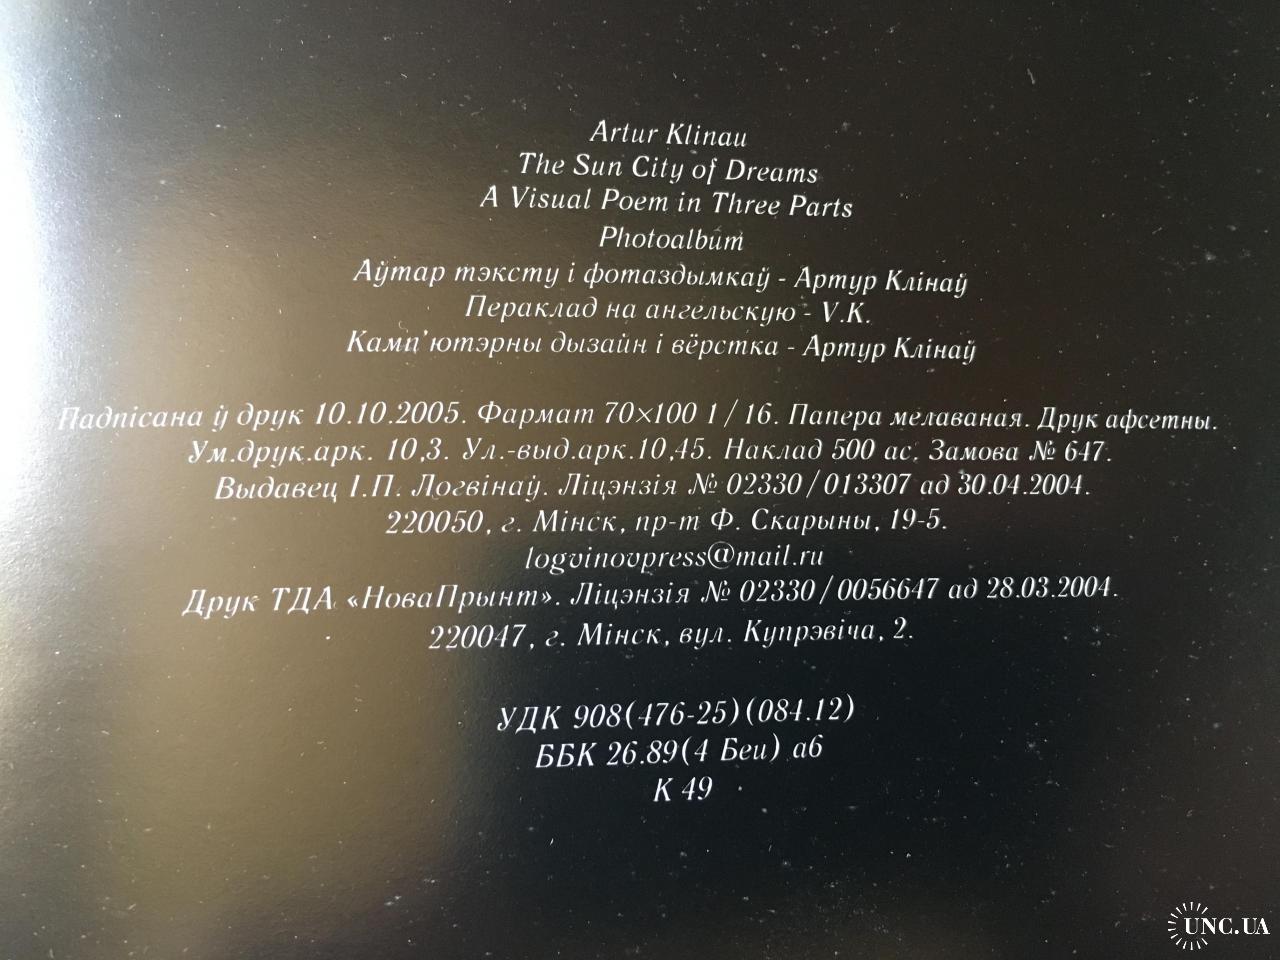 Artur Klinau
The Sun City of Dreams
A Visual Poem in Three Parts
Photoalbum
Аўтар тэксту і фотаздымкаў - Артур Клінаў
Пераклад на ангельскую - V.K.
Камп'ютэрны дызайн і вёрстка - Артур Клінаў
Падпісана ў друк 10.10.2005. Фармат 70×100 1/16. Папера мелаваная. Друк афсетны.
Ум.друк.арк. 10,3. Ул.-выд.арк.10,45. Наклад 500 ас. Замова № 647.
Выдавец І.П. Логвінаў. Ліцэнзія № 02330/013307 ад 30.04.2004.
220050, г. Мінск, пр-т Ф. Скарыны, 19-5.
logvinovpress@mail.ru
Друк ТДА «НоваПрынт». Ліцэнзія № 02330/0056647 ад 28.03.2004.
220047, г. Мінск, вул. Купрэвіча, 2.
УДК 908(476-25)(084.12)
ББК 26.89(4 Беи) а6
К 49
UNC.UA